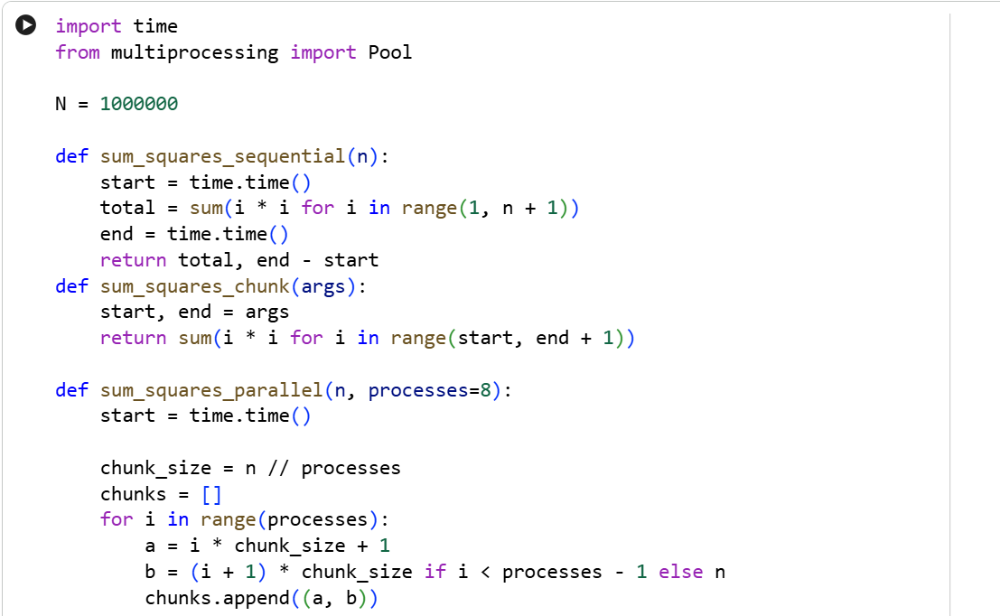 import time
from multiprocessing import Pool

N = 1000000

def sum_squares_sequential(n):
    start = time.time()
    total = sum(i * i for i in range(1, n + 1))
    end = time.time()
    return total, end - start
def sum_squares_chunk(args):
    start, end = args
    return sum(i * i for i in range(start, end + 1))

def sum_squares_parallel(n, processes=8):
    start = time.time()

    chunk_size = n // processes
    chunks = []
    for i in range(processes):
        a = i * chunk_size + 1
        b = (i + 1) * chunk_size if i < processes - 1 else n
        chunks.append((a, b))